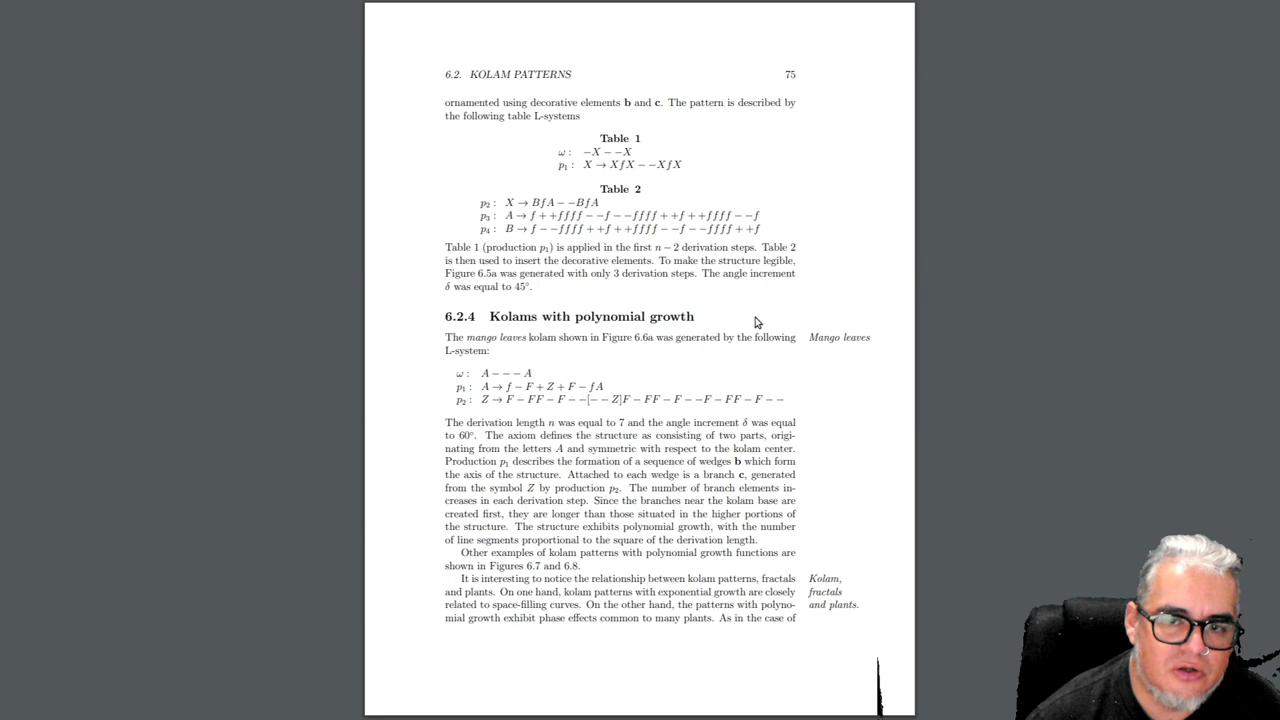 6.2. KOLAM PATTERNS 75
ornamented using decorative elements b and c. The pattern is described by
the following table L-systems
Table 1
ω : −X − −X
p1 : X → XfX − −XfX
Table 2
p2 : X → BfA − −BfA
p3 : A → f + +ffff − −f − −ffff + +f + +ffff − −f
p4 : B → f − −ffff + +f + +ffff − −f − −ffff + +f
Table 1 (production p1) is applied in the first n − 2 derivation steps. Table 2
is then used to insert the decorative elements. To make the structure legible,
Figure 6.5a was generated with only 3 derivation steps. The angle increment
δ was equal to 45°.
6.2.4 Kolams with polynomial growth
The mango leaves kolam shown in Figure 6.6a was generated by the following Mango leaves
L-system:
ω : A − − − A
p1 : A → f − F + Z + F − fA
p2 : Z → F − FF − F − −[− − Z]F − FF − F − −F − FF − F − −
The derivation length n was equal to 7 and the angle increment δ was equal
to 60°. The axiom defines the structure as consisting of two parts, origi-
nating from the letters A and symmetric with respect to the kolam center.
Production p1 describes the formation of a sequence of wedges b which form
the axis of the structure. Attached to each wedge is a branch c, generated
from the symbol Z by production p2. The number of branch elements in-
creases in each derivation step. Since the branches near the kolam base are
created first, they are longer than those situated in the higher portions of
the structure. The structure exhibits polynomial growth, with the number
of line segments proportional to the square of the derivation length.
Other examples of kolam patterns with polynomial growth functions are
shown in Figures 6.7 and 6.8.
It is interesting to notice the relationship between kolam patterns, fractals Kolam,
and plants. On one hand, kolam patterns with exponential growth are closely fractals
related to space-filling curves. On the other hand, the patterns with polyno- and plants.
mial growth exhibit phase effects common to many plants. As in the case of